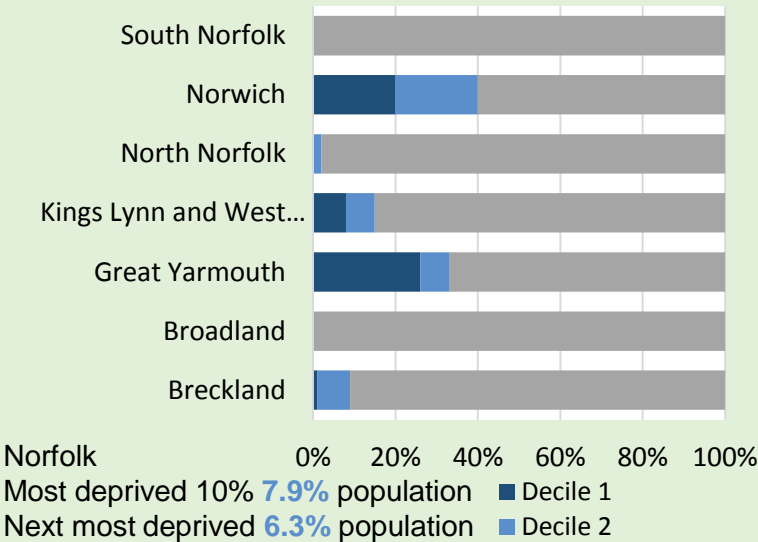 South Norfolk
Norwich
North Norfolk
Kings Lynn and West...
Great Yarmouth
Broadland
Breckland
Norfolk 0% 20% 40% 60% 80% 100%
Most deprived 10% 7.9% population Decile 1
Next most deprived 6.3% population Decile 2